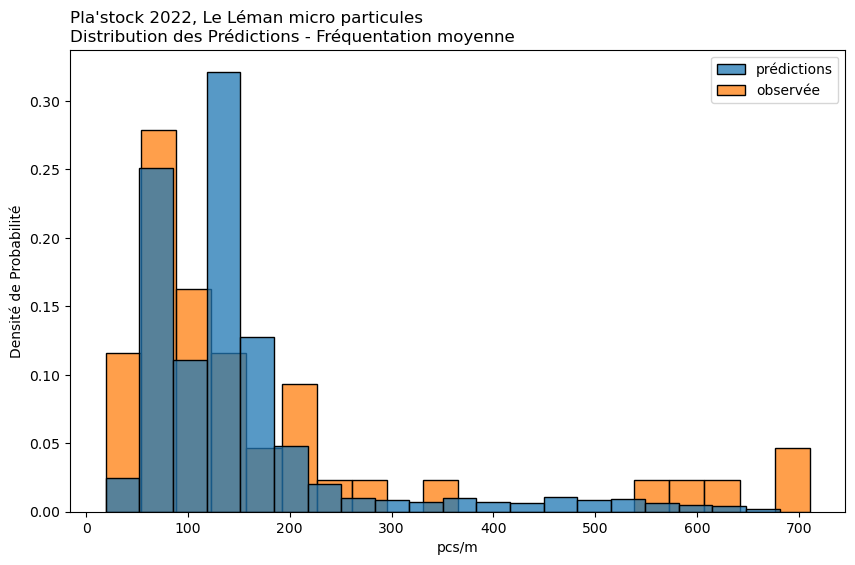 Pla'stock 2022, Le Léman micro particules
Distribution des Prédictions - Fréquentation moyenne
prédictions
observée
Densité de Probabilité
0.30
0.25
0.20
0.15
0.10
0.05
0.00
0 100 200 300 400 500 600 700
pcs/m